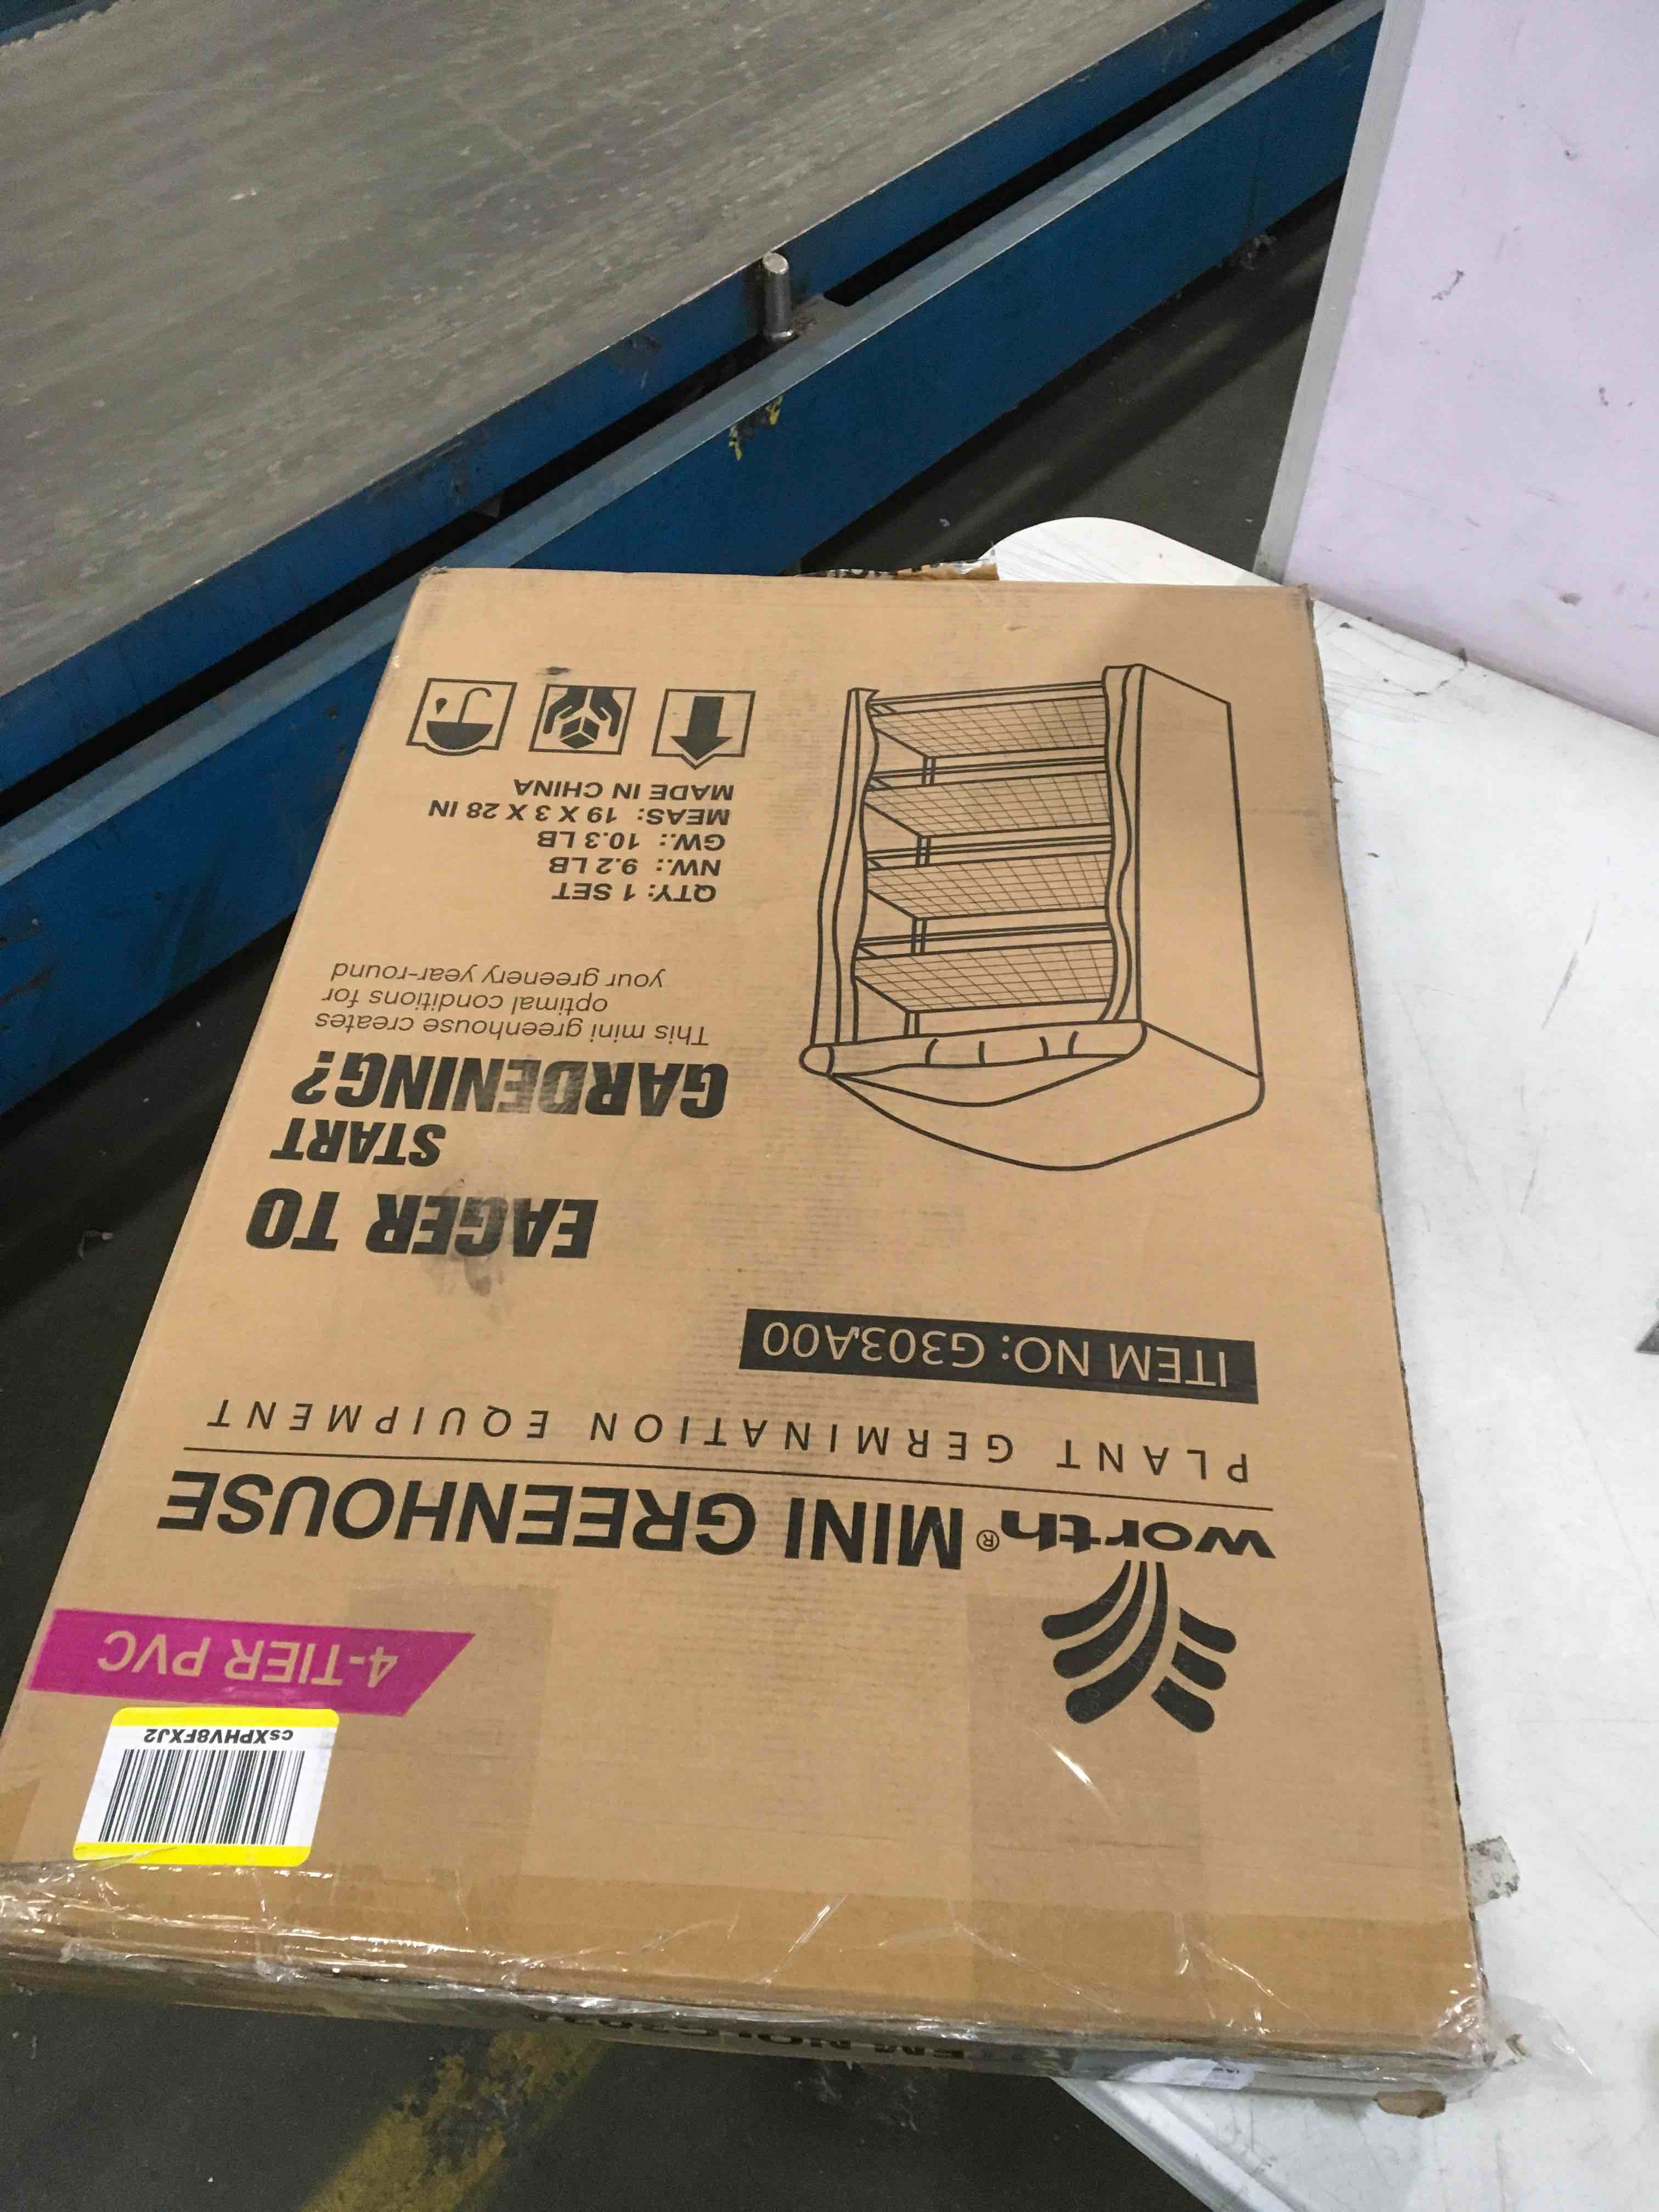 4-TIER PVC
csXPHV8FXJ2
worth® MINI GREENHOUSE
PLANT GERMINATION EQUIPMENT
ITEM NO: G303A00
EAGER TO
START
GARDENING?
This mini greenhouse creates
optimal conditions for
your greenery year-round
QTY: 1 SET
NW.: 9.2 LB
GW.: 10.3 LB
MEAS: 19 X 3 X 28 IN
MADE IN CHINA